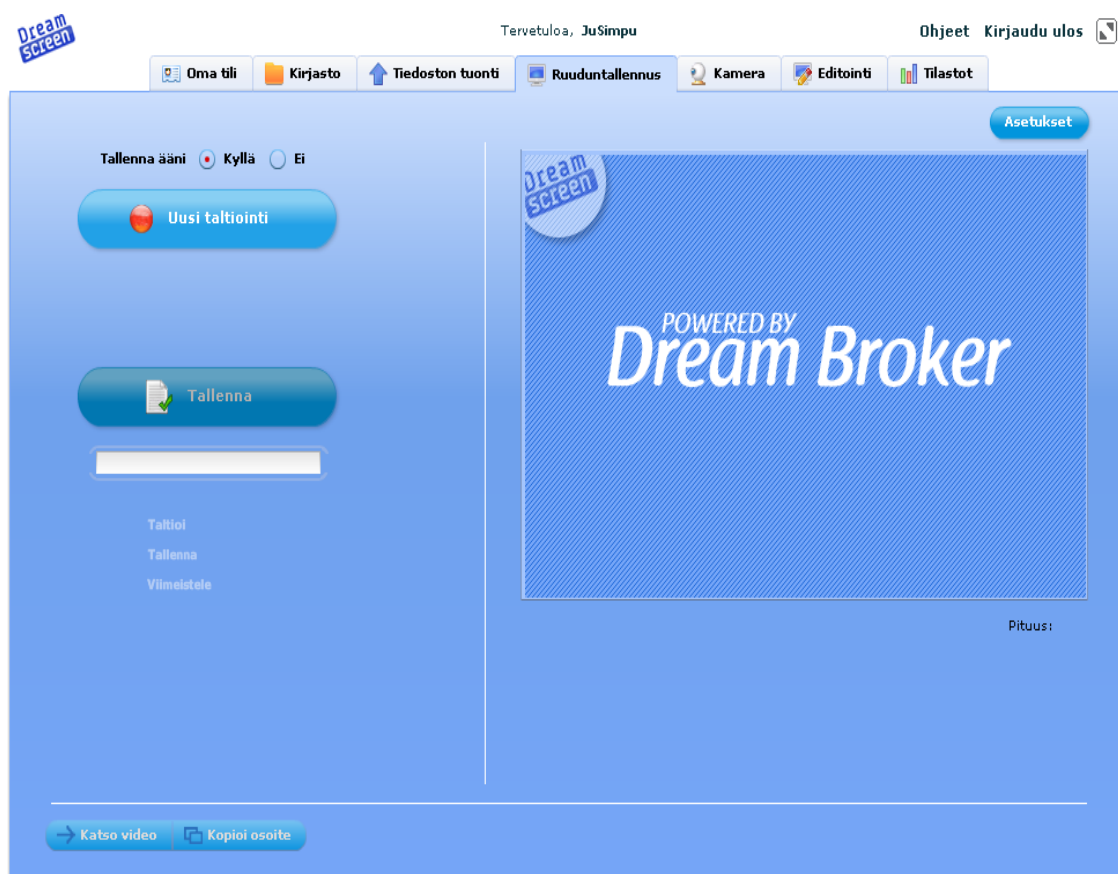 Dream
screen
Tervetuloa, JuSimpu
Ohjeet Kirjaudu ulos
Oma tili Kirjasto Tiedoston tuonti Ruuduntallennus Kamera Editointi Tilastot
Asetukset
Tallenna ääni Kyllä Ei
Uusi taltiointi
Tallenna
Taltioi
Tallenna
Viimeistele
Dream
screen
POWERED BY
Dream Broker
Pituus:
Katso video Kopioi osoite